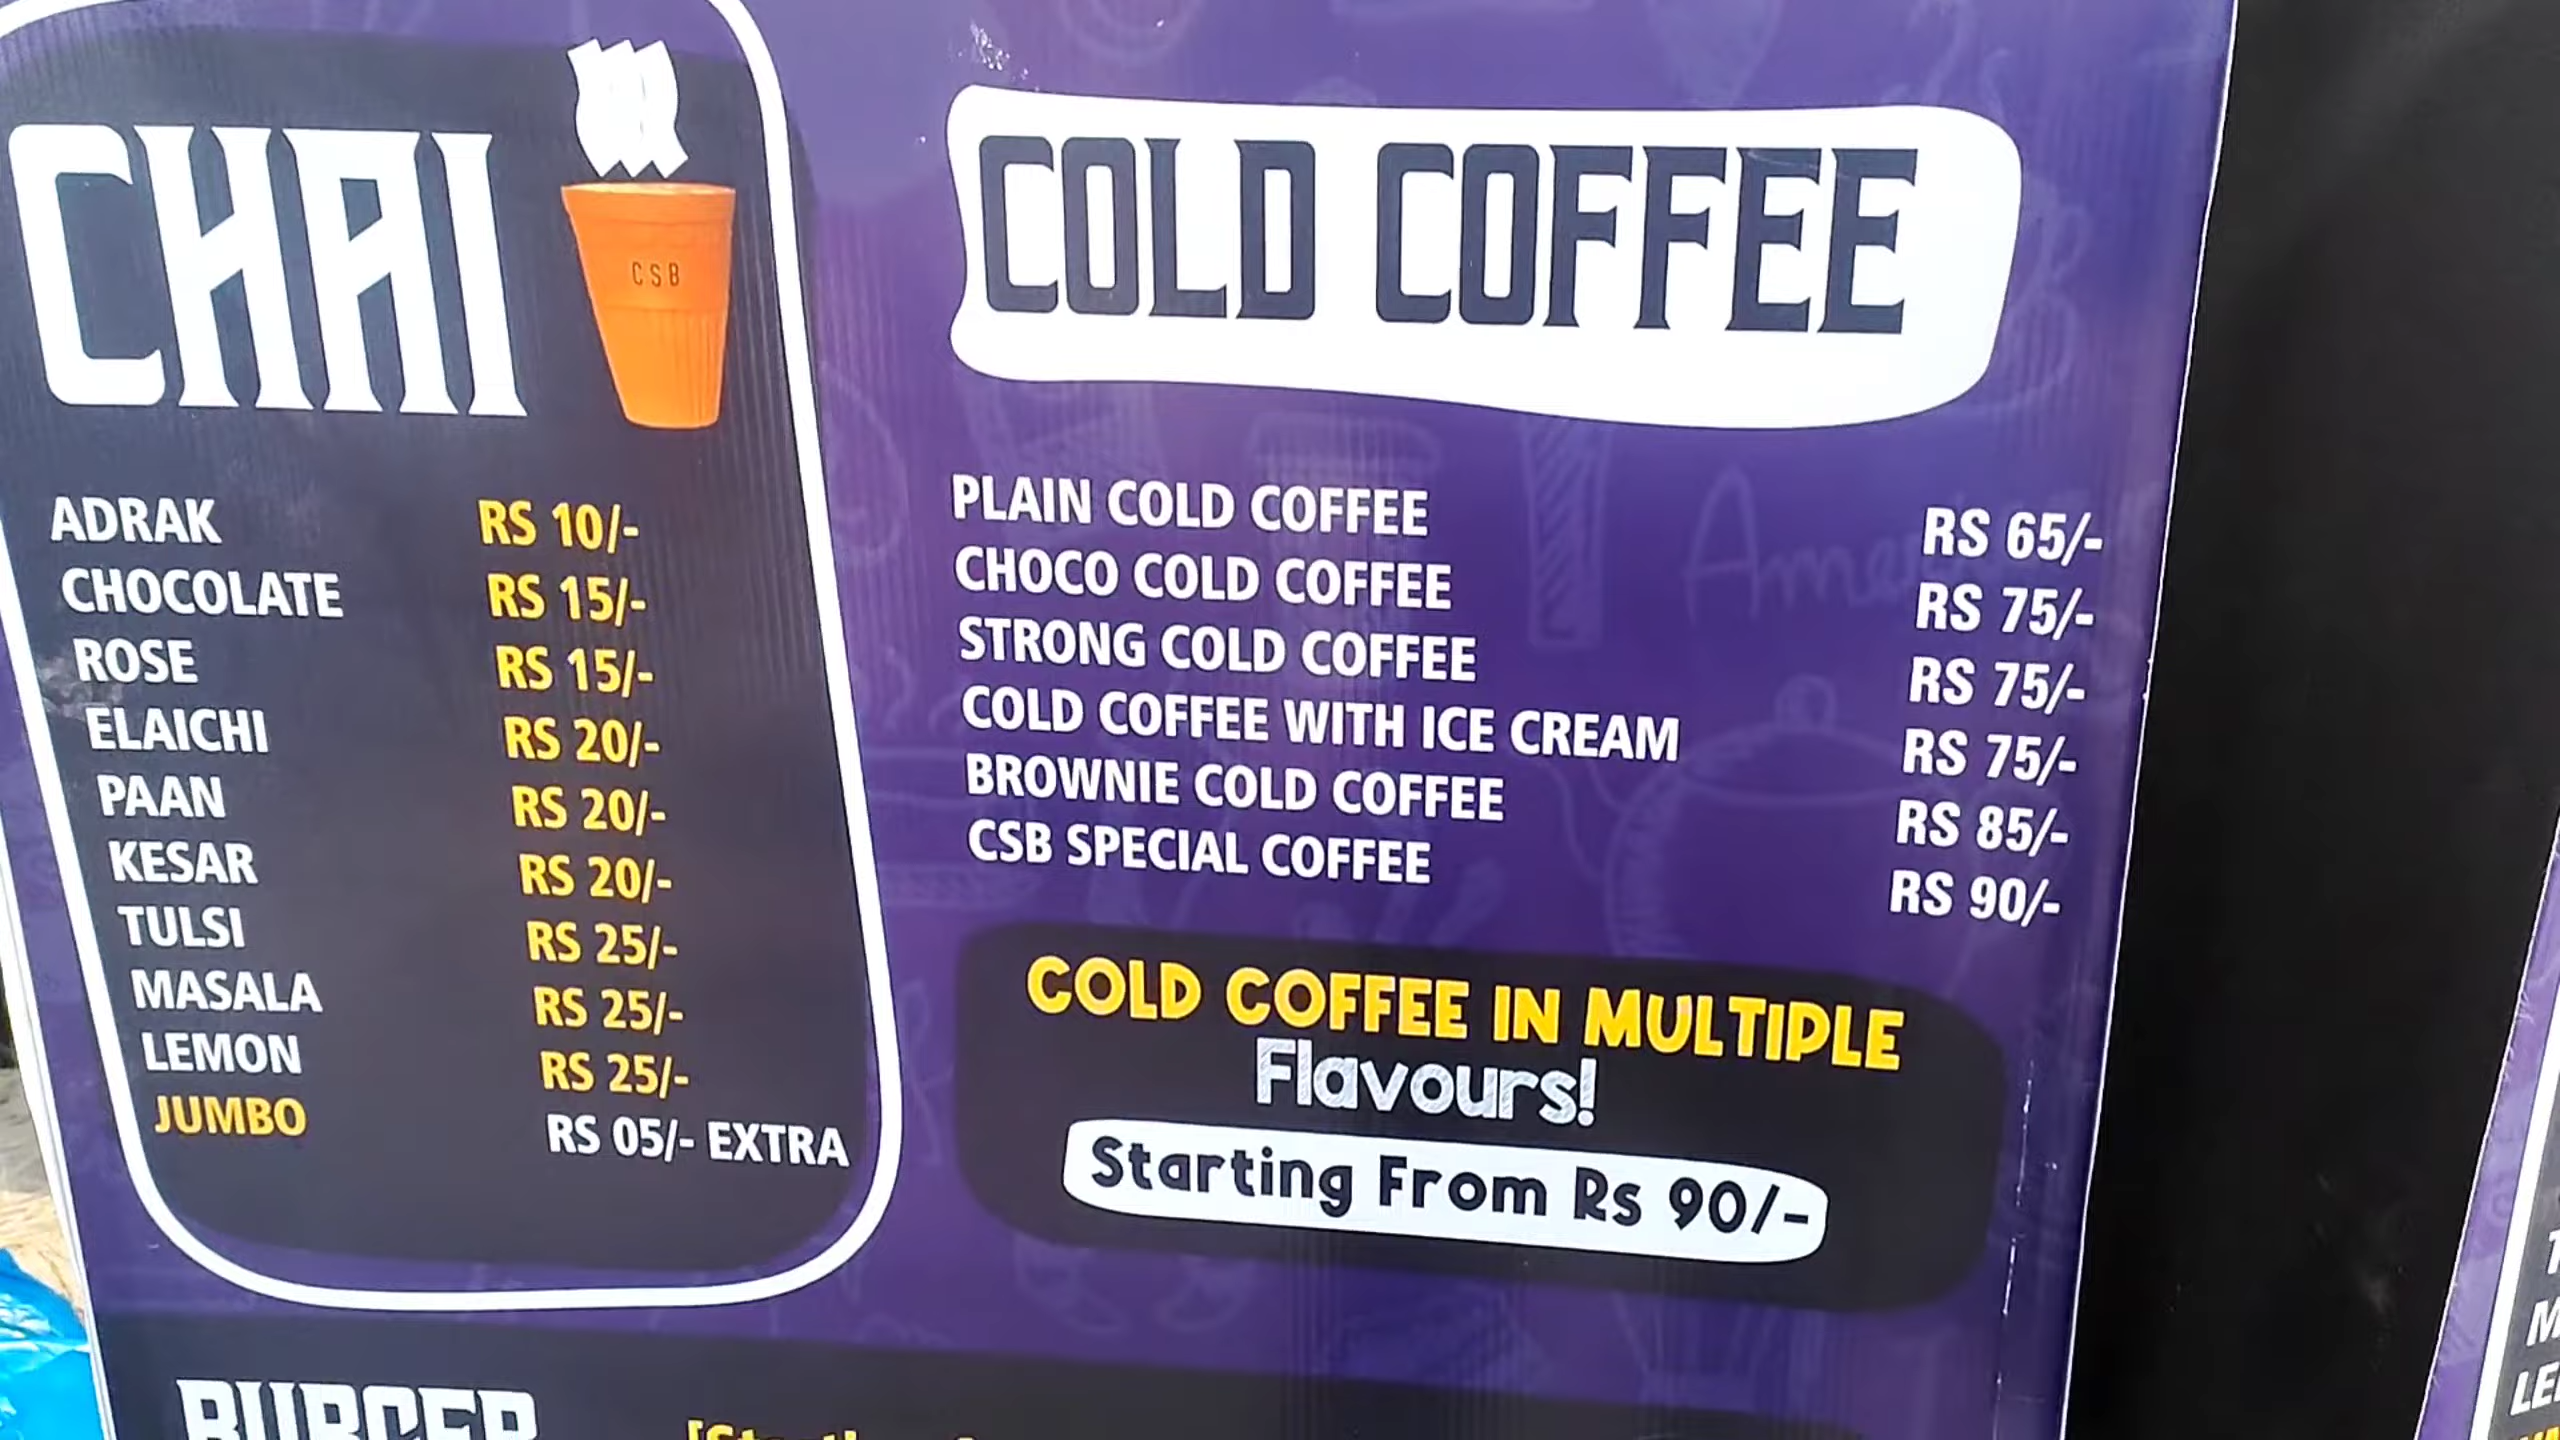 CHAI
CSB
ADRAK RS 10/-
CHOCOLATE RS 15/-
ROSE RS 15/-
ELAICHI RS 20/-
PAAN RS 20/-
KESAR RS 20/-
TULSI RS 25/-
MASALA RS 25/-
LEMON RS 25/-
JUMBO RS 05/- EXTRA
COLD COFFEE
PLAIN COLD COFFEE RS 65/-
CHOCO COLD COFFEE RS 75/-
STRONG COLD COFFEE RS 75/-
COLD COFFEE WITH ICE CREAM RS 75/-
BROWNIE COLD COFFEE RS 85/-
CSB SPECIAL COFFEE RS 90/-
COLD COFFEE IN MULTIPLE
Flavours!
Starting From Rs 90/-
BURGER